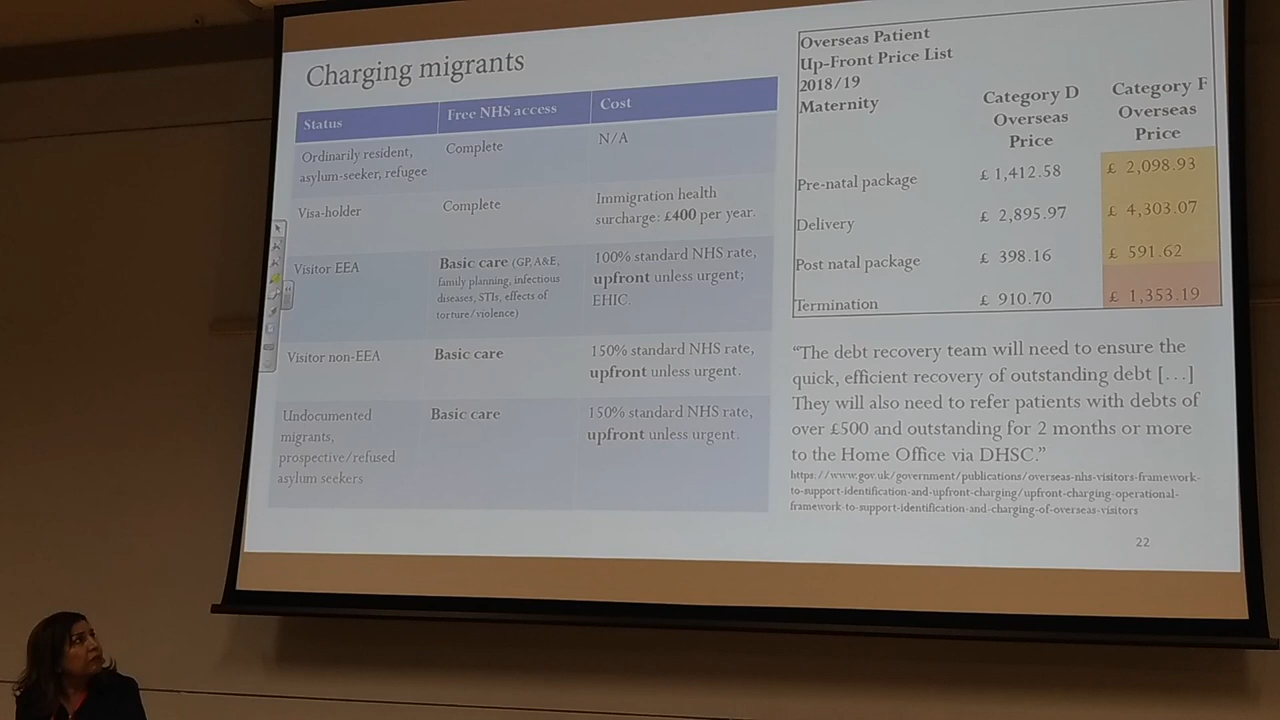 Charging migrants
Status Free NHS access Cost
Ordinarily resident,
asylum-seeker, refugee
Complete
N/A
Visa-holder
Complete
Immigration health
surcharge: £400 per year.
Visitor EEA
Basic care (GP, A&E,
family planning, infectious
diseases, STIs, effects of
torture/violence)
100% standard NHS rate,
upfront unless urgent;
EHIC.
Visitor non-EEA
Basic care
150% standard NHS rate,
upfront unless urgent.
Undocumented
migrants,
prospective/refused
asylum seekers
Basic care
150% standard NHS rate,
upfront unless urgent.
Overseas Patient
Up-Front Price List
2018/19
Maternity
Category D
Overseas
Price
Category F
Overseas
Price
Pre-natal package £ 1,412.58 £ 2,098.93
Delivery £ 2,895.97 £ 4,303.07
Post natal package £ 398.16 £ 591.62
Termination £ 910.70 £ 1,353.19
“The debt recovery team will need to ensure the
quick, efficient recovery of outstanding debt […]
They will also need to refer patients with debts of
over £500 and outstanding for 2 months or more
to the Home Office via DHSC.”
https://www.gov.uk/government/publications/overseas-nhs-visitors-framework-
to-support-identification-and-upfront-charging/upfront-charging-operational-
framework-to-support-identification-and-charging-of-overseas-visitors
22